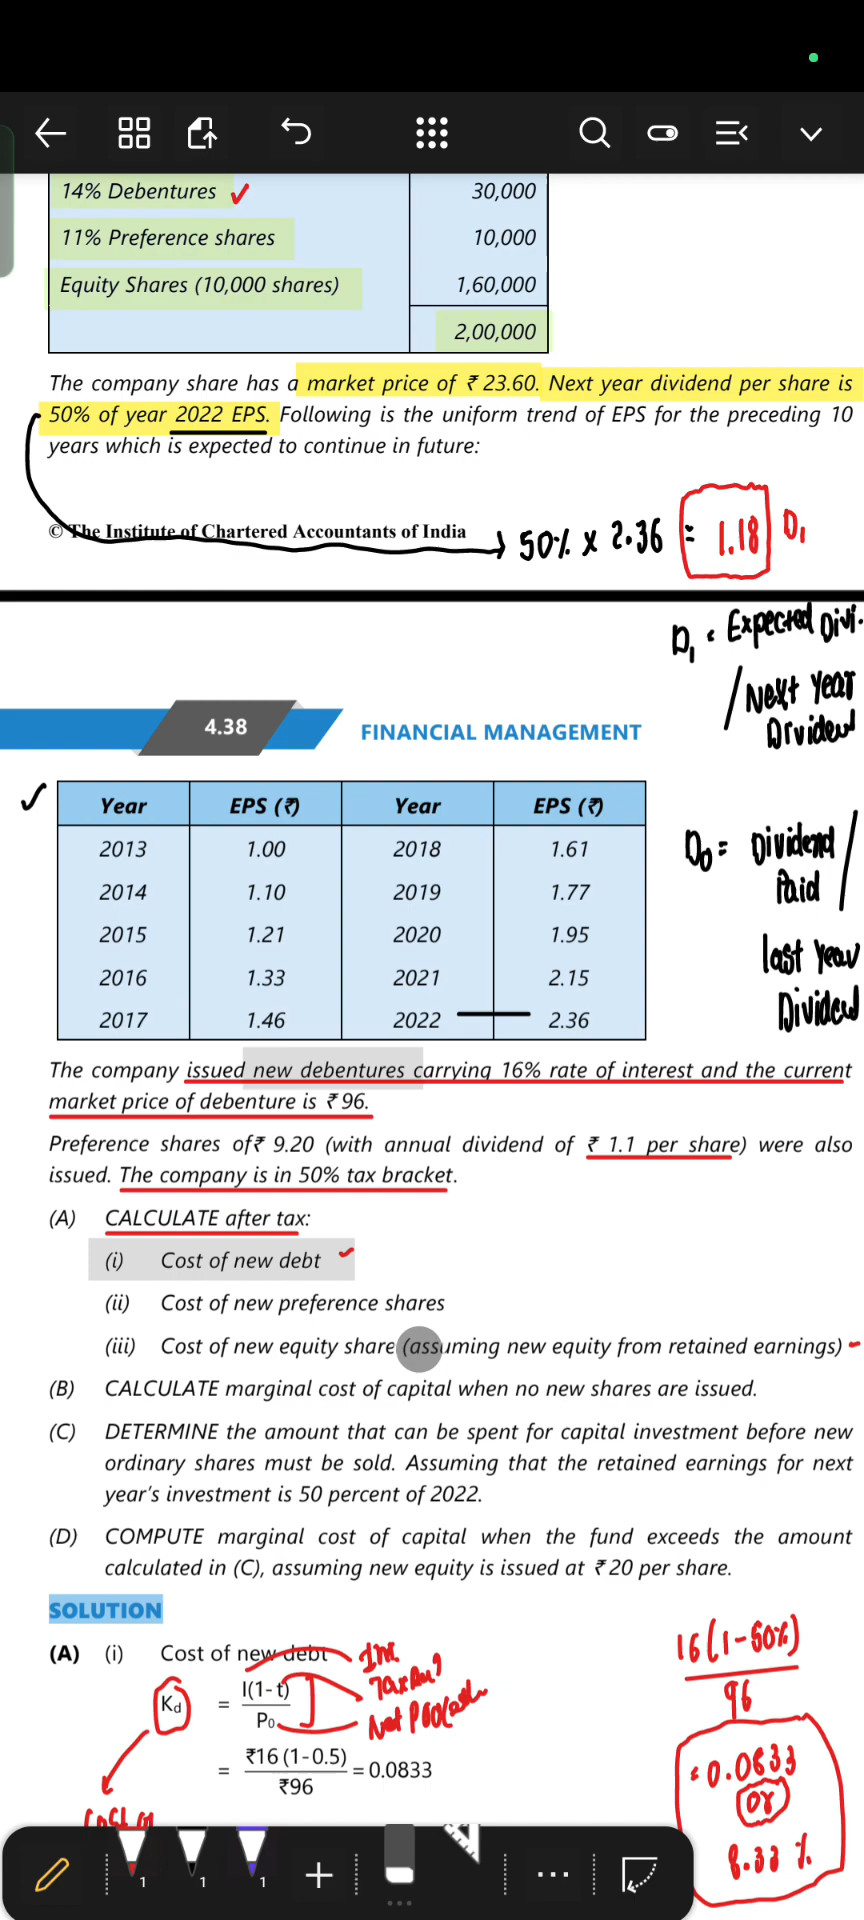 14% Debentures 30,000
11% Preference shares 10,000
Equity Shares (10,000 shares) 1,60,000
2,00,000
The company share has a market price of ₹ 23.60. Next year dividend per share is
50% of year 2022 EPS. Following is the uniform trend of EPS for the preceding 10
years which is expected to continue in future:
© The Institute of Chartered Accountants of India
50% x 2.36 = 1.18 D₁
D₁ = Expected Divi.
/ Next Year
Dividend
4.38 FINANCIAL MANAGEMENT
Year EPS (₹) Year EPS (₹)
2013 1.00 2018 1.61
2014 1.10 2019 1.77
2015 1.21 2020 1.95
2016 1.33 2021 2.15
2017 1.46 2022 2.36
D₀ = Dividend /
Paid
last year
Dividend
The company issued new debentures carrying 16% rate of interest and the current
market price of debenture is ₹ 96.
Preference shares of₹ 9.20 (with annual dividend of ₹ 1.1 per share) were also
issued. The company is in 50% tax bracket.
(A) CALCULATE after tax:
(i) Cost of new debt
(ii) Cost of new preference shares
(iii) Cost of new equity share (assuming new equity from retained earnings)
(B) CALCULATE marginal cost of capital when no new shares are issued.
(C) DETERMINE the amount that can be spent for capital investment before new
ordinary shares must be sold. Assuming that the retained earnings for next
year's investment is 50 percent of 2022.
(D) COMPUTE marginal cost of capital when the fund exceeds the amount
calculated in (C), assuming new equity is issued at ₹ 20 per share.
SOLUTION
(A) (i) Cost of new debt
Int.
Kd = I(1-t)
P₀
= ₹16 (1-0.5) = 0.0833
₹96
16(1-50%)
96
= 0.0833
or
8.33 %
1 1 1